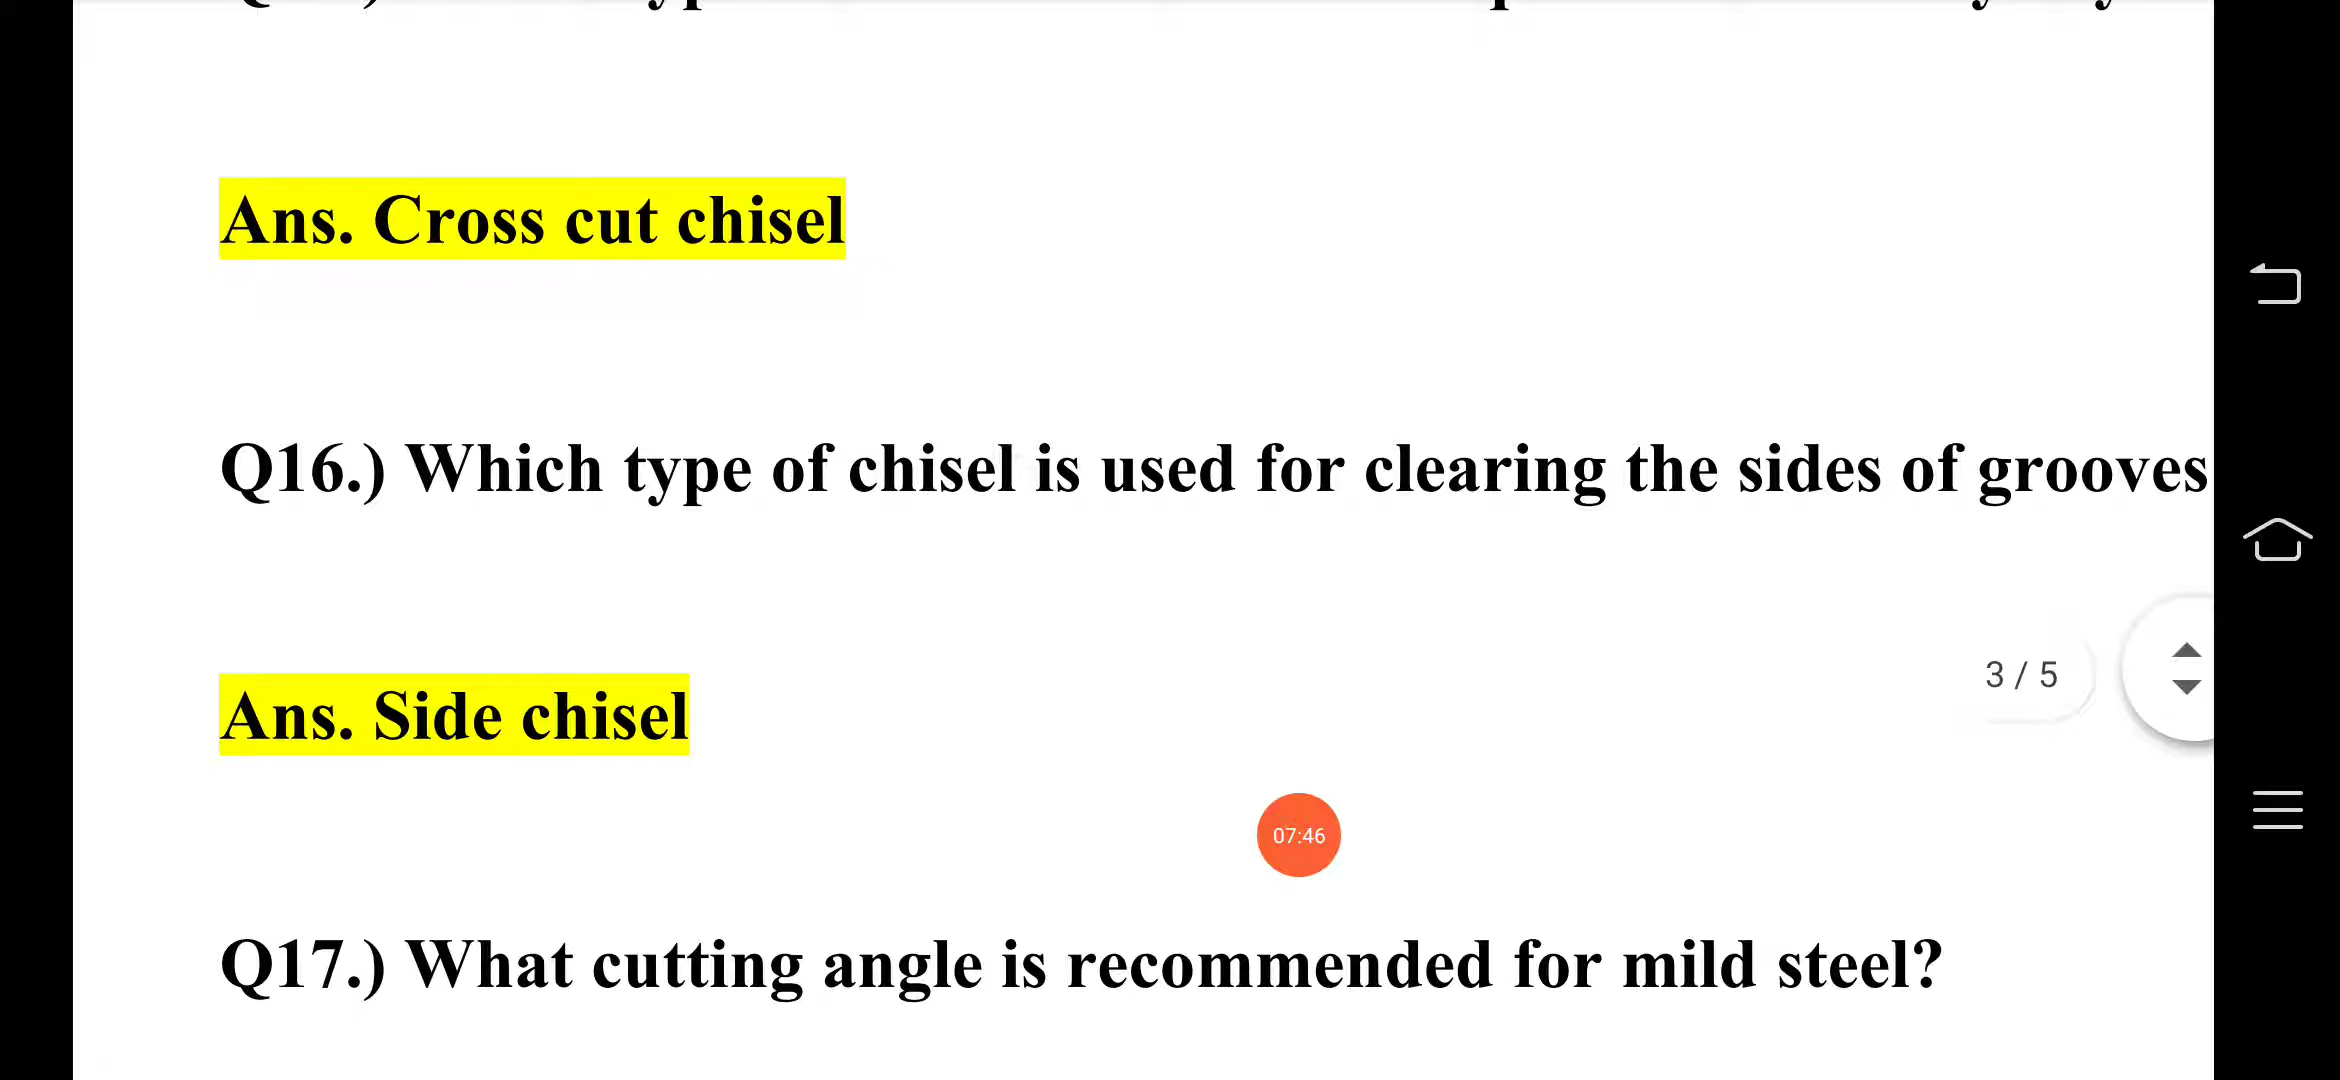 Ans. Cross cut chisel
Q16.) Which type of chisel is used for clearing the sides of grooves
3 / 5
Ans. Side chisel
07:46
Q17.) What cutting angle is recommended for mild steel?